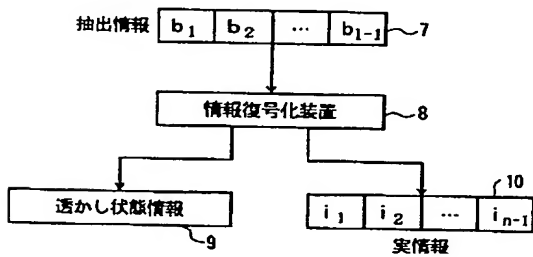 抽出情報 b1 b2 … bl-1 7
情報復号化装置 8
透かし状態情報 9
10
i1 i2 … in-1
実情報